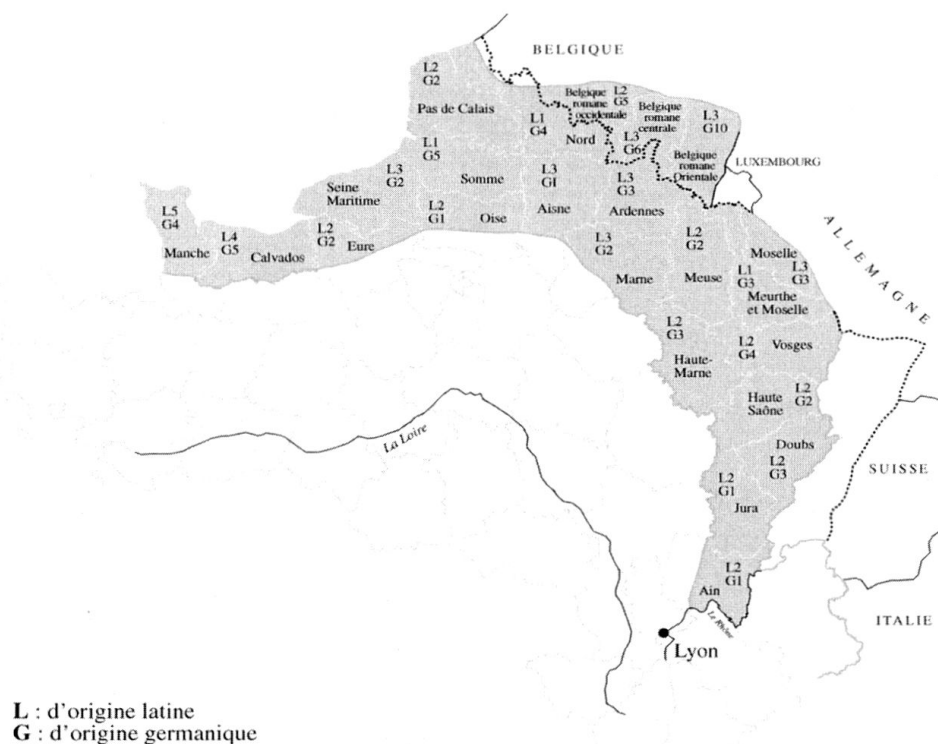 BELGIQUE
L2
G2
Pas de Calais
Belgique
romane
occidentale
L2
G5
Belgique
romane
centrale
L3
G10
L1
G4
Nord
L3
G6
Belgique
romane
Orientale
LUXEMBOURG
L1
G5
Somme
L3
G1
Aisne
L3
G3
Ardennes
Seine
Maritime
L3
G2
L2
G1
Oise
L5
G4
Manche
L4
G5
Calvados
L2
G2
Eure
L3
G2
Marne
L2
G2
Meuse
Moselle
L3
G3
L1
G3
Meurthe
et Moselle
ALLEMAGNE
L2
G3
Haute-
Marne
L2
G4
Vosges
Haute
Saône
L2
G2
La Loire
Doubs
L2
G3
SUISSE
L2
G1
Jura
L2
G1
Ain
Le Rhône
ITALIE
Lyon
L : d'origine latine
G : d'origine germanique